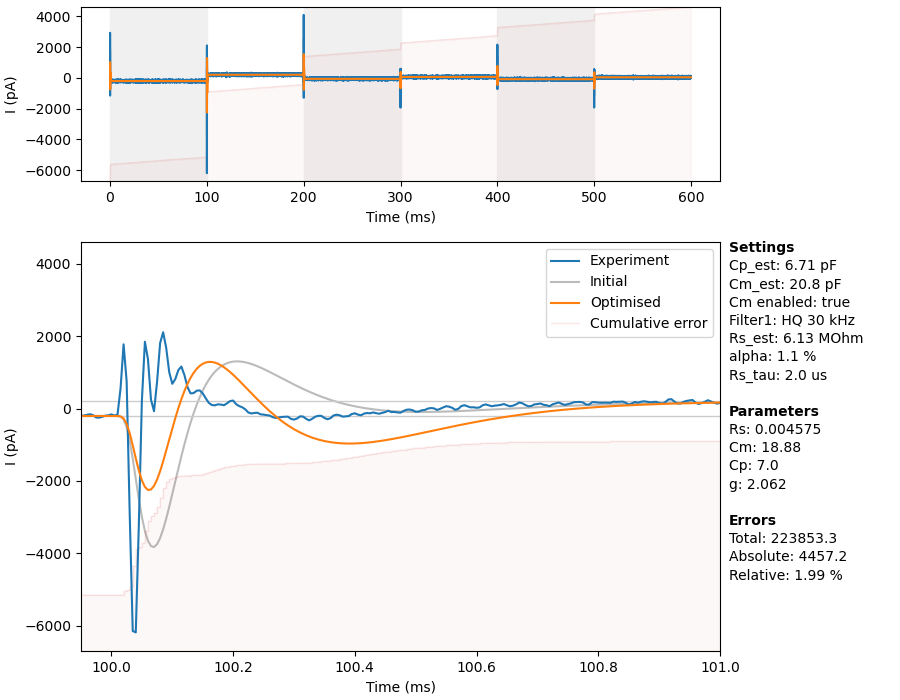 4000
2000
0
−2000
−4000
−6000
I (pA)
0 100 200 300 400 500 600
Time (ms)
4000
2000
0
−2000
−4000
−6000
I (pA)
Experiment
Initial
Optimised
Cumulative error
100.0 100.2 100.4 100.6 100.8 101.0
Time (ms)
Settings
Cp_est: 6.71 pF
Cm_est: 20.8 pF
Cm enabled: true
Filter1: HQ 30 kHz
Rs_est: 6.13 MOhm
alpha: 1.1 %
Rs_tau: 2.0 us
Parameters
Rs: 0.004575
Cm: 18.88
Cp: 7.0
g: 2.062
Errors
Total: 223853.3
Absolute: 4457.2
Relative: 1.99 %